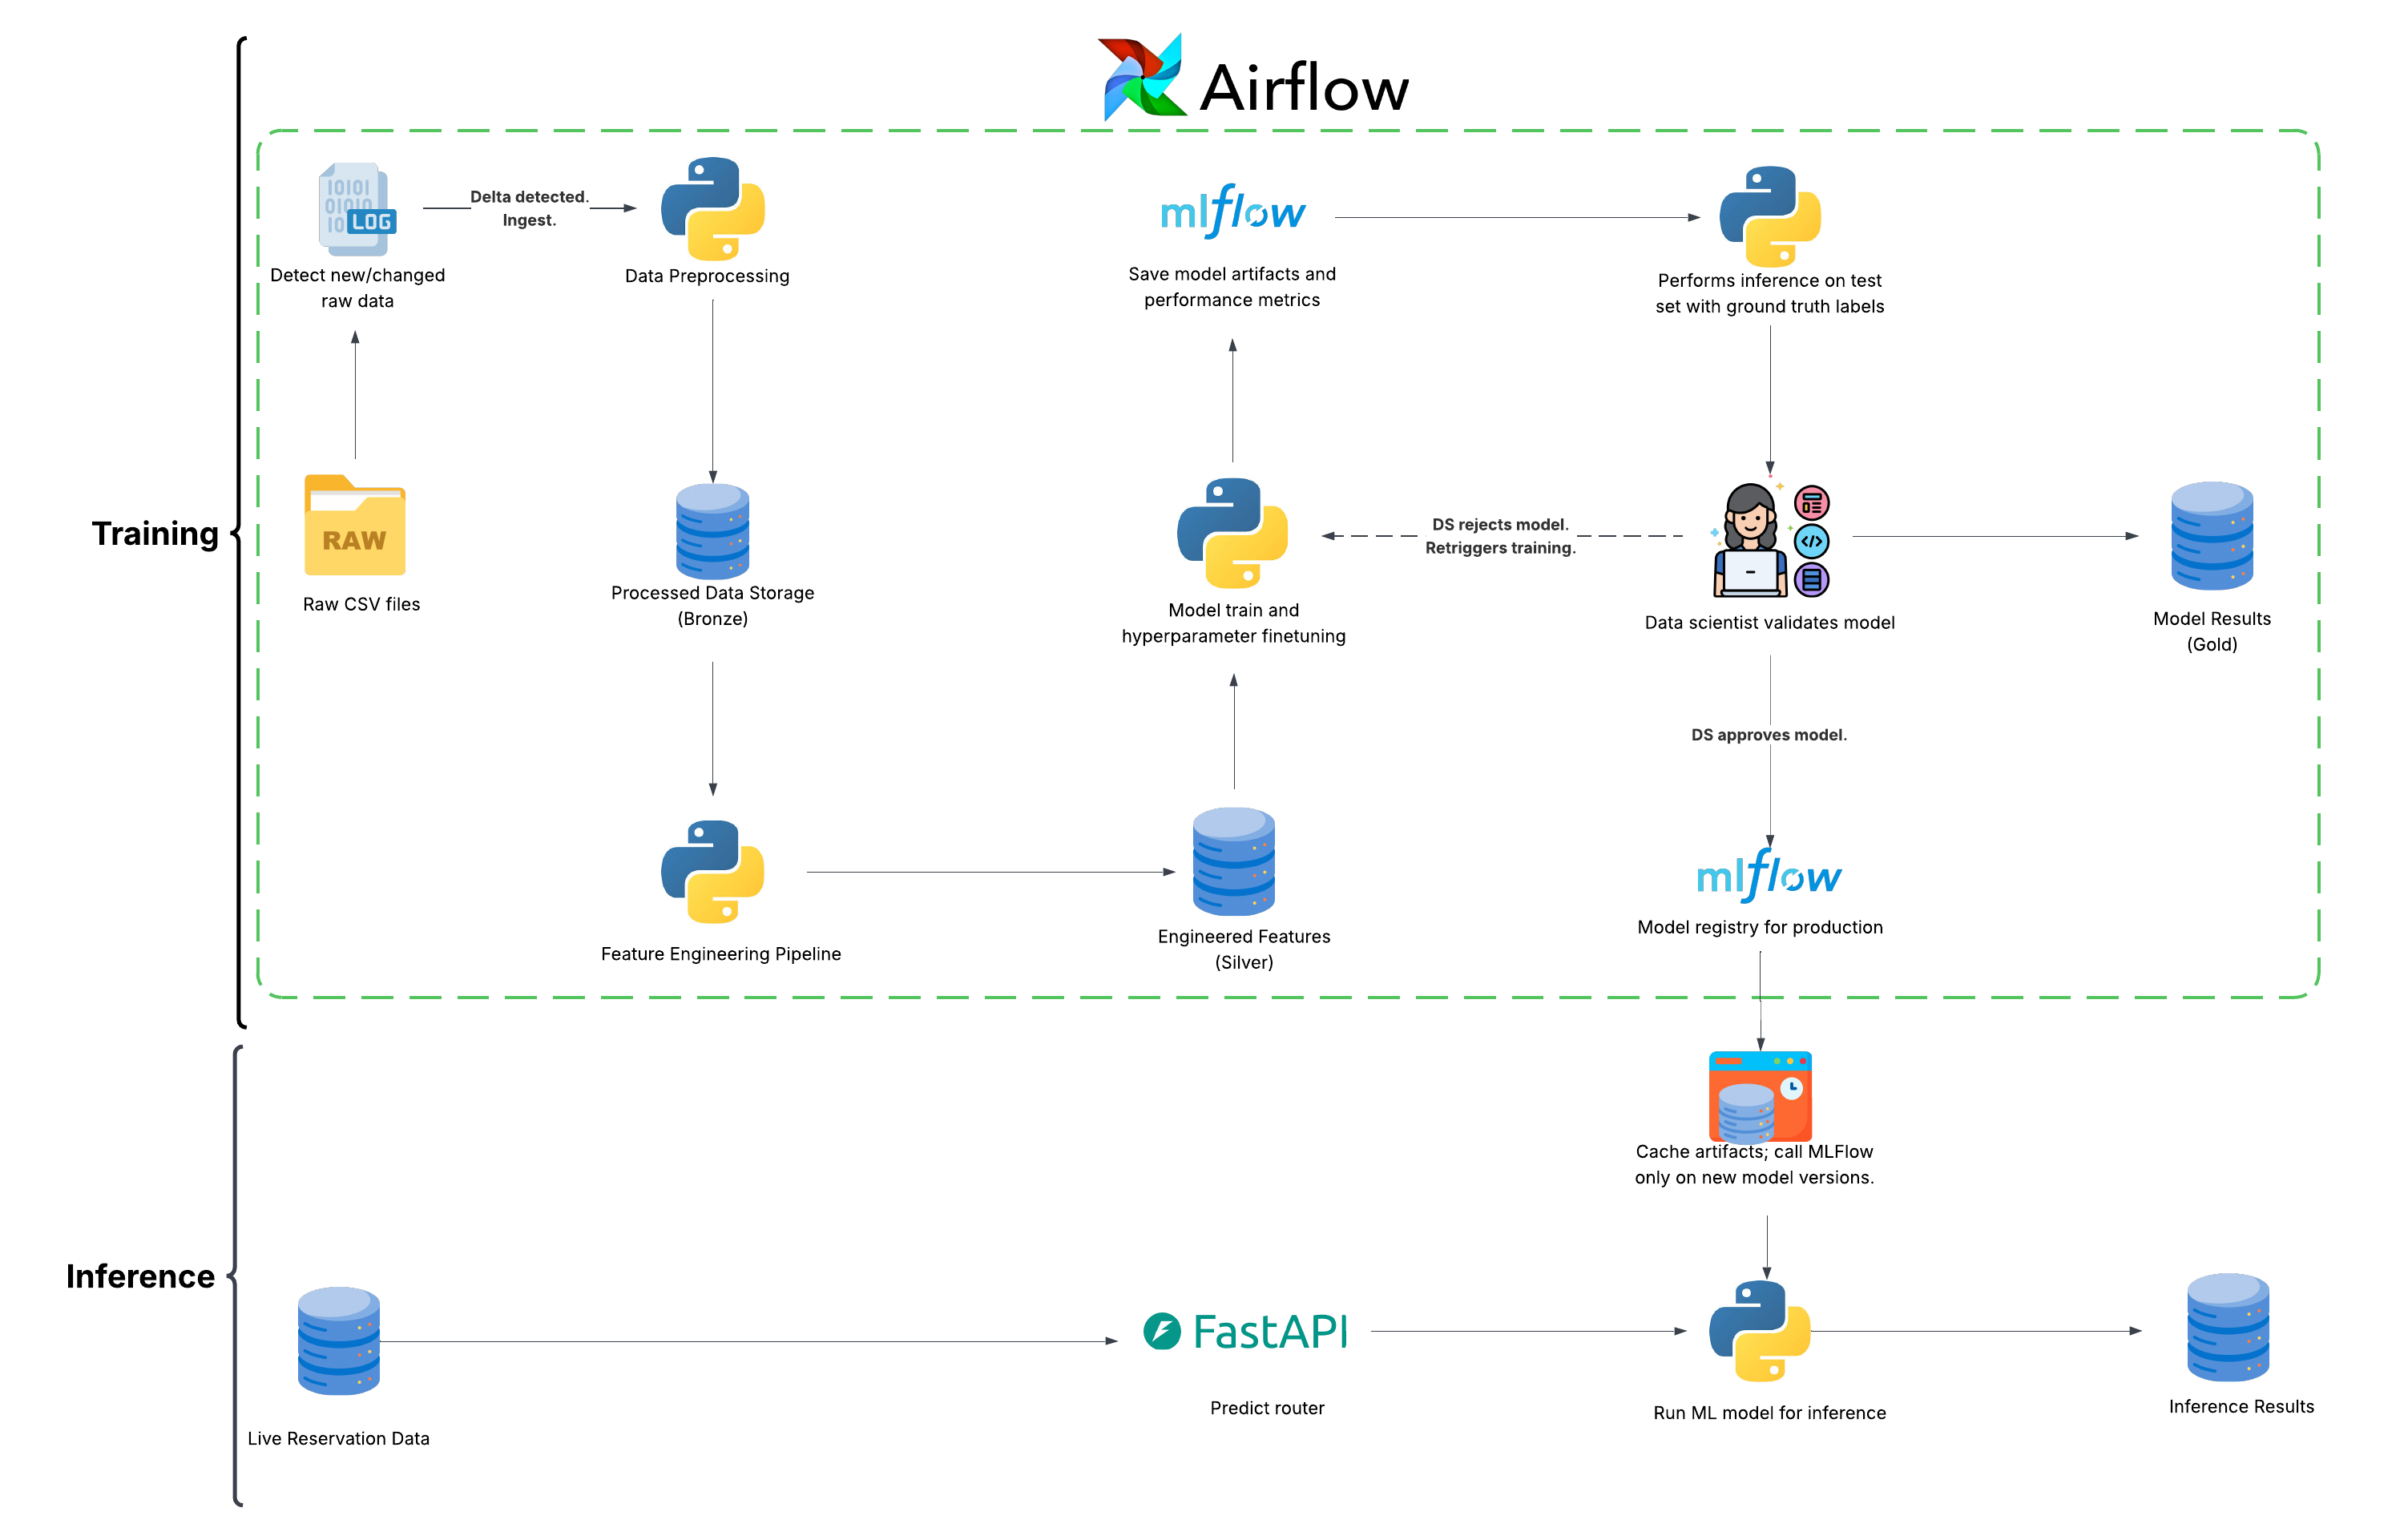 Airflow
10101
01010
10
LOG
Delta detected.
Ingest.
Detect new/changed
raw data
Data Preprocessing
mlflow
Save model artifacts and
performance metrics
Performs inference on test
set with ground truth labels
Training
RAW
Raw CSV files
Processed Data Storage
(Bronze)
Model train and
hyperparameter finetuning
DS rejects model.
Retriggers training.
</>
Data scientist validates model
Model Results
(Gold)
DS approves model.
Feature Engineering Pipeline
Engineered Features
(Silver)
mlflow
Model registry for production
Cache artifacts; call MLFlow
only on new model versions.
Inference
Live Reservation Data
FastAPI
Predict router
Run ML model for inference
Inference Results